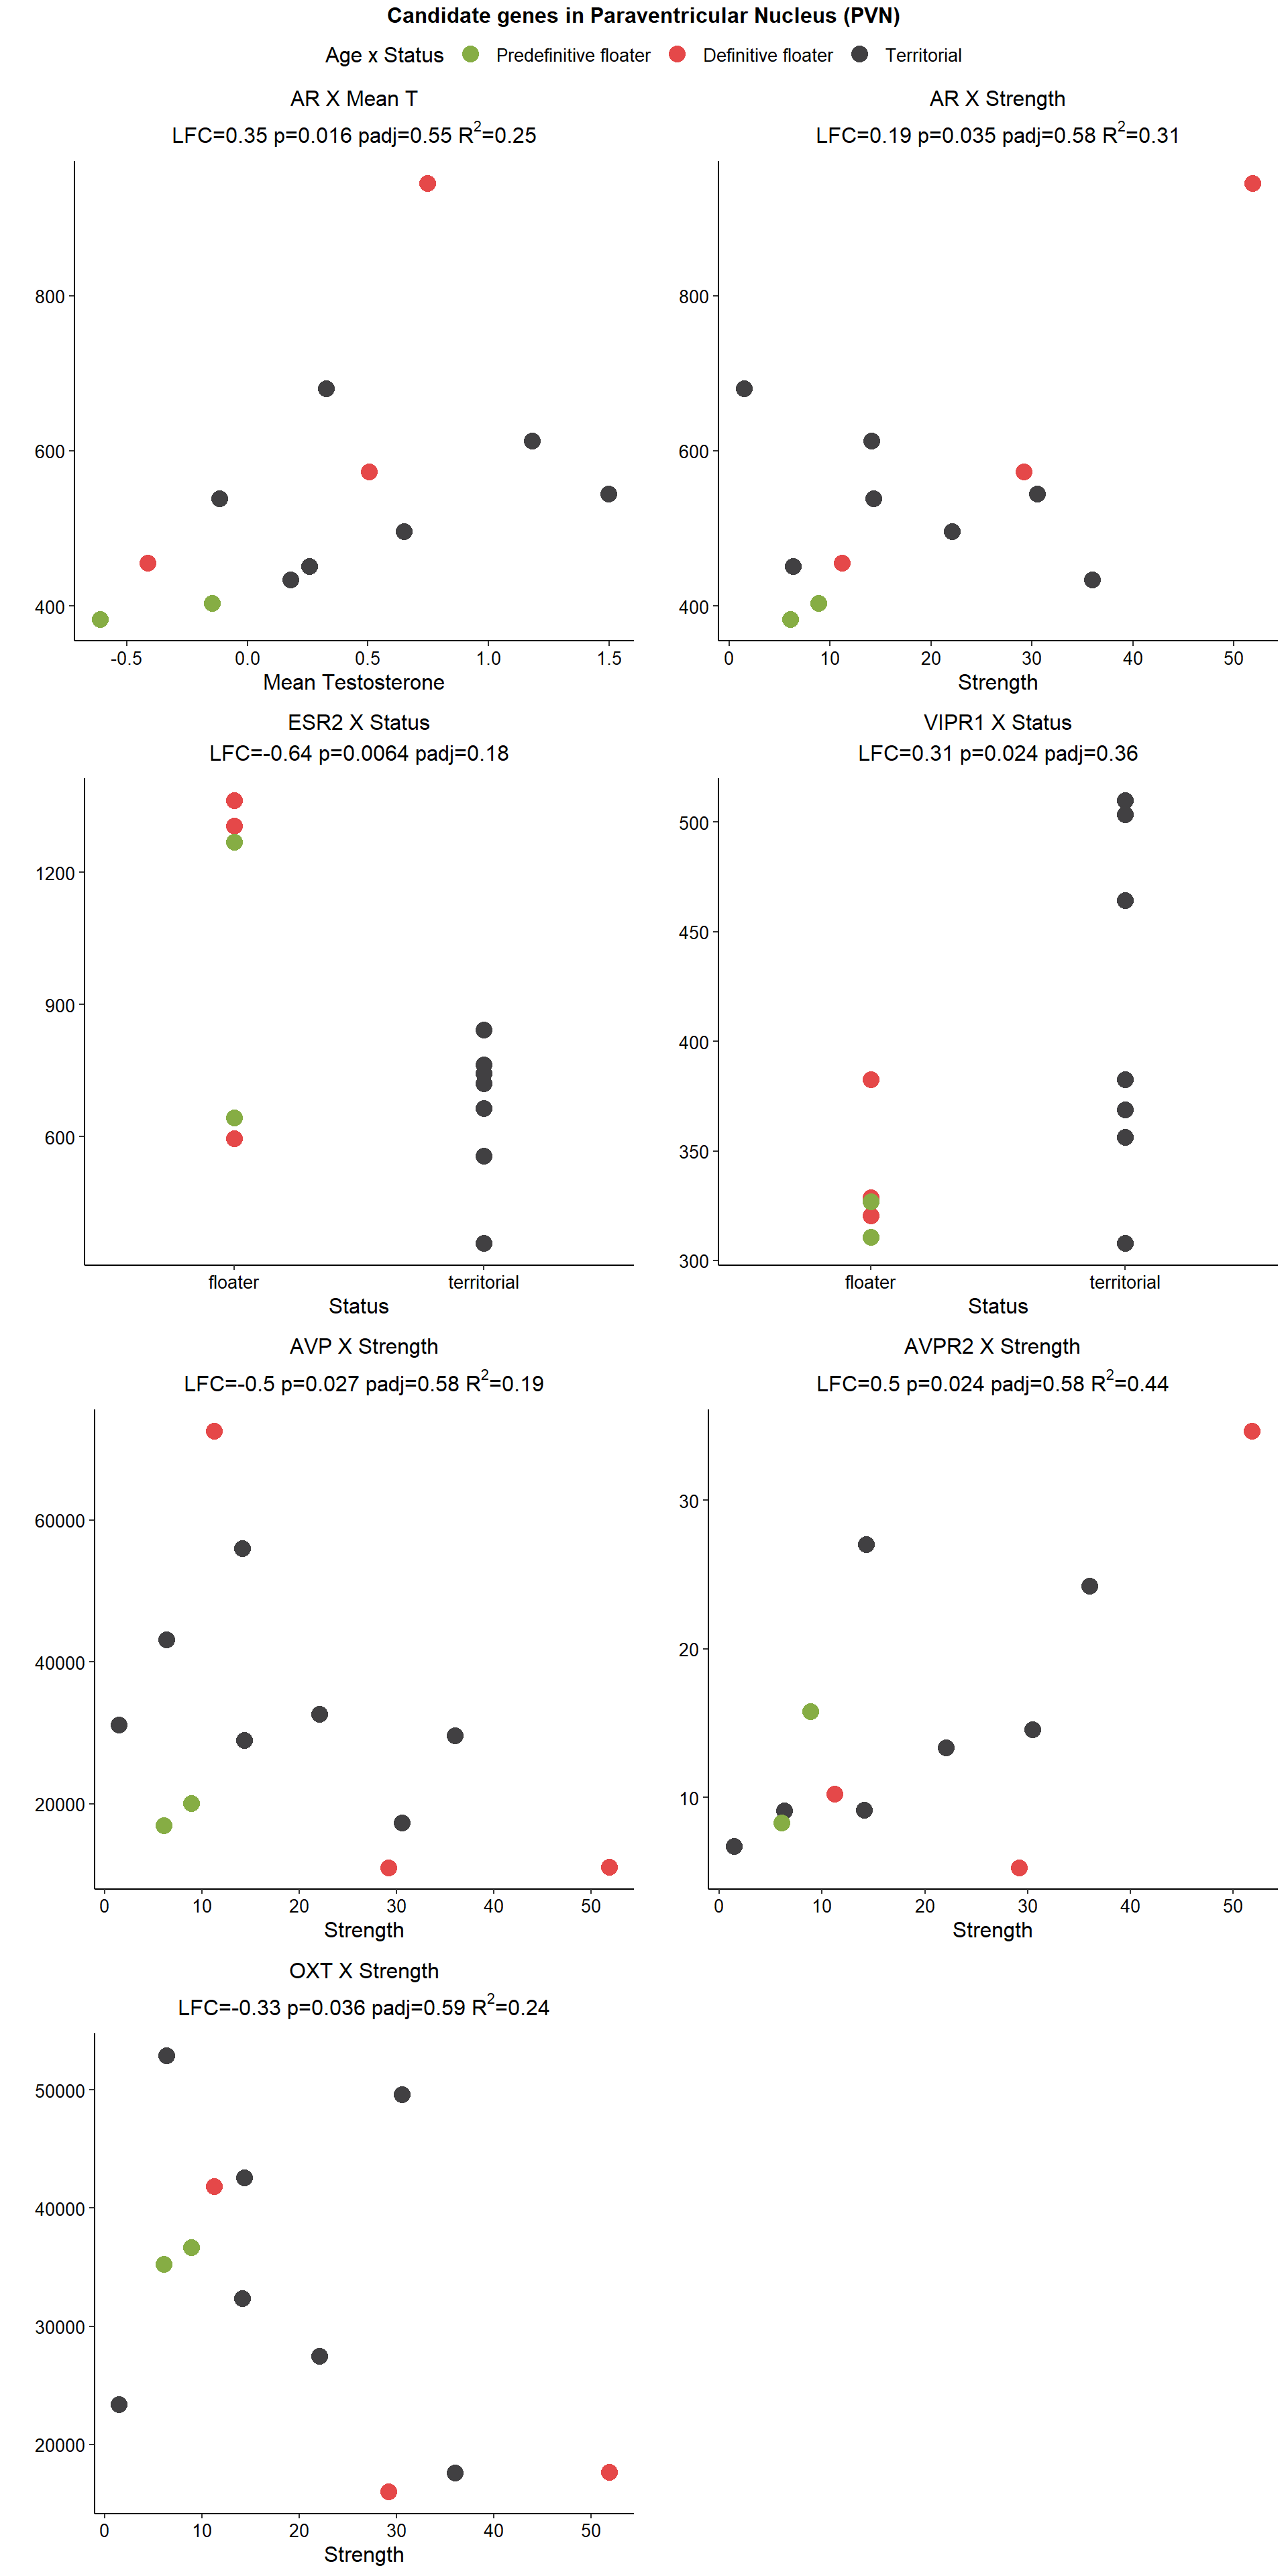 Candidate genes in Paraventricular Nucleus (PVN)
Age x Status Predefinitive floater Definitive floater Territorial
AR X Mean T
LFC=0.35 p=0.016 padj=0.55 R²=0.25
800
600
400
-0.5 0.0 0.5 1.0 1.5
Mean Testosterone
AR X Strength
LFC=0.19 p=0.035 padj=0.58 R²=0.31
800
600
400
0 10 20 30 40 50
Strength
ESR2 X Status
LFC=-0.64 p=0.0064 padj=0.18
1200
900
600
floater territorial
Status
VIPR1 X Status
LFC=0.31 p=0.024 padj=0.36
500
450
400
350
300
floater territorial
Status
AVP X Strength
LFC=-0.5 p=0.027 padj=0.58 R²=0.19
60000
40000
20000
0 10 20 30 40 50
Strength
AVPR2 X Strength
LFC=0.5 p=0.024 padj=0.58 R²=0.44
30
20
10
0 10 20 30 40 50
Strength
OXT X Strength
LFC=-0.33 p=0.036 padj=0.59 R²=0.24
50000
40000
30000
20000
0 10 20 30 40 50
Strength